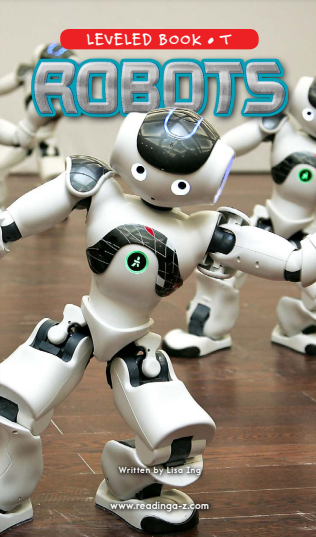 LEVELED BOOK • T
ROBOTS
Written by Lisa Ing
www.readinga-z.com